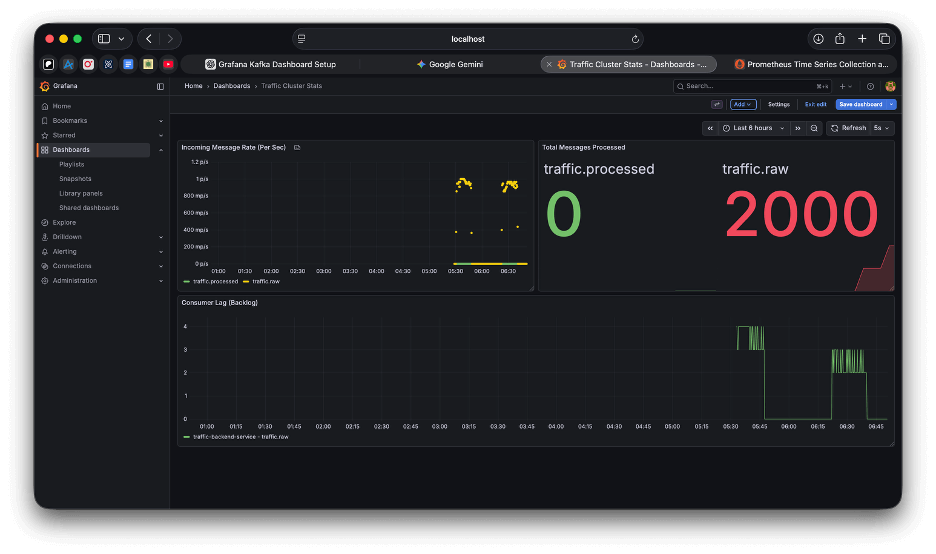 localhost
Grafana Kafka Dashboard Setup
Google Gemini
Traffic Cluster Stats - Dashboards -...
Prometheus Time Series Collection a...
Grafana
Home › Dashboards › Traffic Cluster Stats
Search...
⌘+k
Add
Settings
Exit edit
Save dashboard
Last 6 hours
Refresh
5s
Home
Bookmarks
Starred
Dashboards
Playlists
Snapshots
Library panels
Shared dashboards
Explore
Drilldown
Alerting
Connections
Administration
Incoming Message Rate (Per Sec)
1.2 p/s
1 p/s
800 mp/s
600 mp/s
400 mp/s
200 mp/s
0 p/s
01:00 01:30 02:00 02:30 03:00 03:30 04:00 04:30 05:00 05:30 06:00 06:30
traffic.processed traffic.raw
Total Messages Processed
traffic.processed
0
traffic.raw
2000
Consumer Lag (Backlog)
4
3
2
1
0
01:00 01:15 01:30 01:45 02:00 02:15 02:30 02:45 03:00 03:15 03:30 03:45 04:00 04:15 04:30 04:45 05:00 05:15 05:30 05:45 06:00 06:15 06:30 06:45
traffic-backend-service - traffic.raw